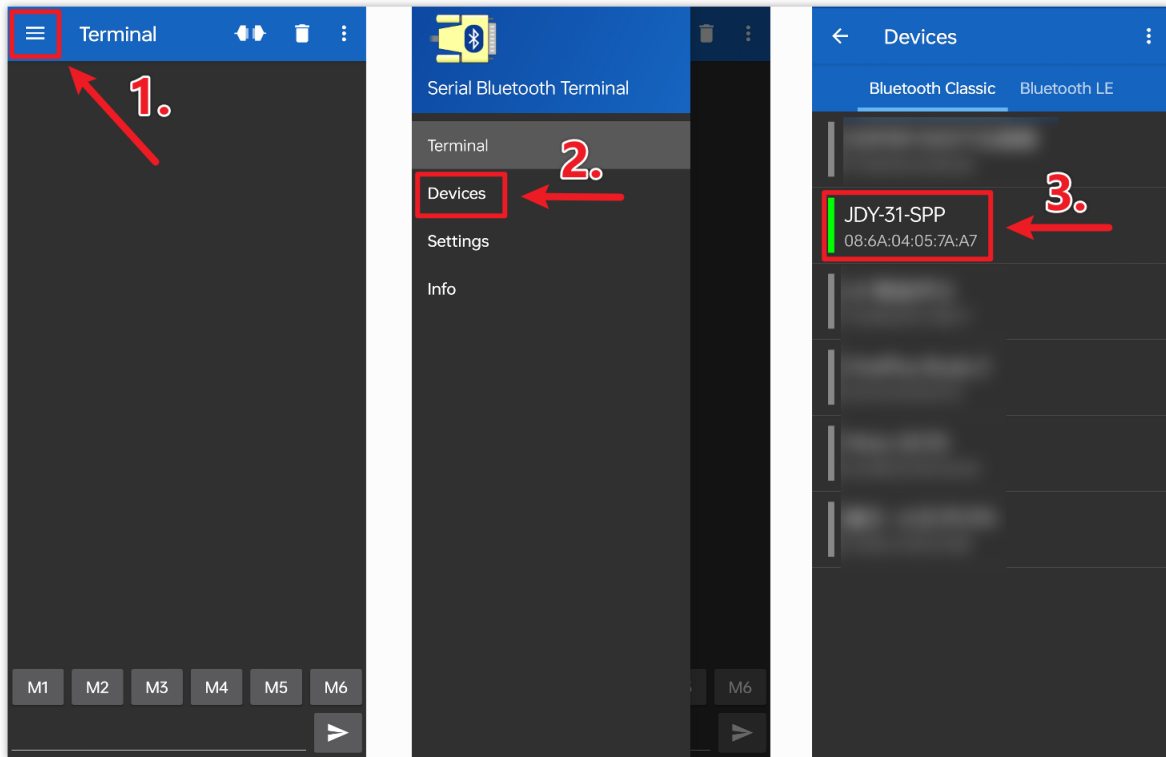 Terminal
1.
M1 M2 M3 M4 M5 M6
Serial Bluetooth Terminal
Terminal
2.
Devices
Settings
Info
M6
Devices
Bluetooth Classic Bluetooth LE
3.
JDY-31-SPP
08:6A:04:05:7A:A7